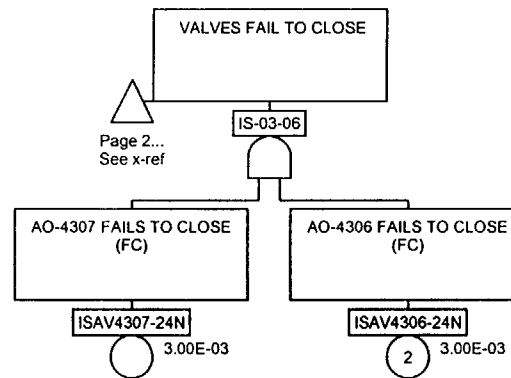 VALVES FAIL TO CLOSE
IS-03-06
Page 2...
See x-ref
AO-4307 FAILS TO CLOSE
(FC)
AO-4306 FAILS TO CLOSE
(FC)
ISAV4307-24N
3.00E-03
ISAV4306-24N
2
3.00E-03